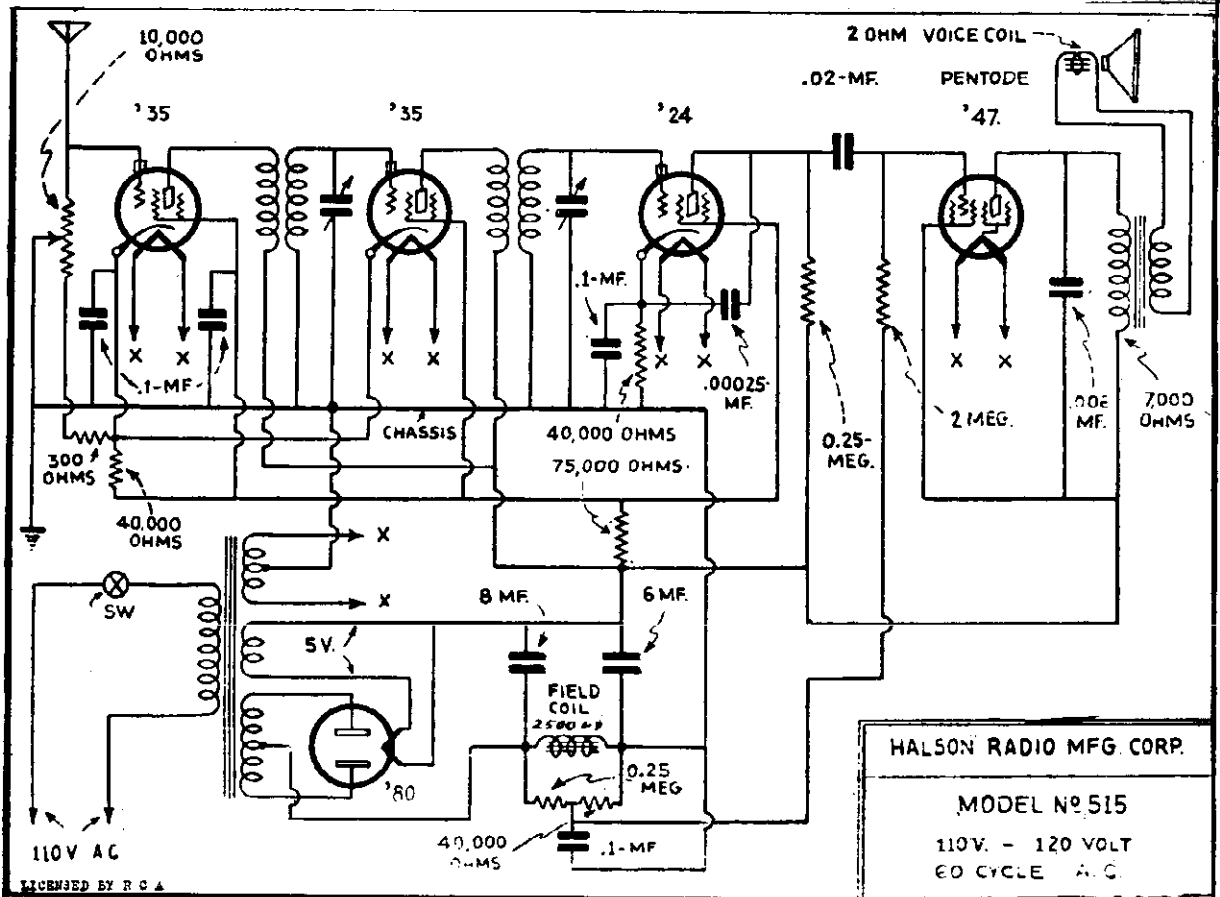 10,000
OHMS
2 OHM VOICE COIL
.02-MF. PENTODE
'35
'35
'24
'47.
.1-MF.
.1-MF.
X X
X X
X X
X X
.00025-
MF.
CHASSIS
40,000 OHMS
75,000 OHMS
0.25-
MEG.
2 MEG.
MF.
7,000
OHMS
300
OHMS
40,000
OHMS
X
X
SW
5V.
8 MF.
6 MF.
FIELD
COIL
2500
'80
0.25
MEG
40,000
OHMS
.1-MF
110V AC
LICENSED BY R C A
HALSON RADIO MFG. CORP.
MODEL Nº 515
110V. - 120 VOLT
60 CYCLE A.C.